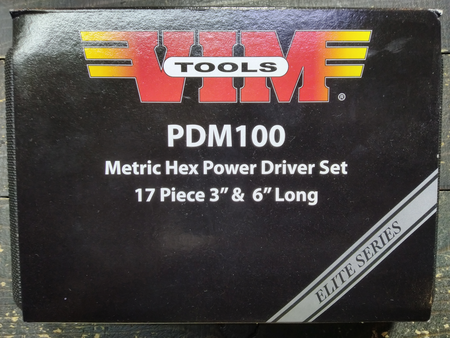 VIM
TOOLS
®
PDM100
Metric Hex Power Driver Set
17 Piece 3” & 6” Long
ELITE SERIES